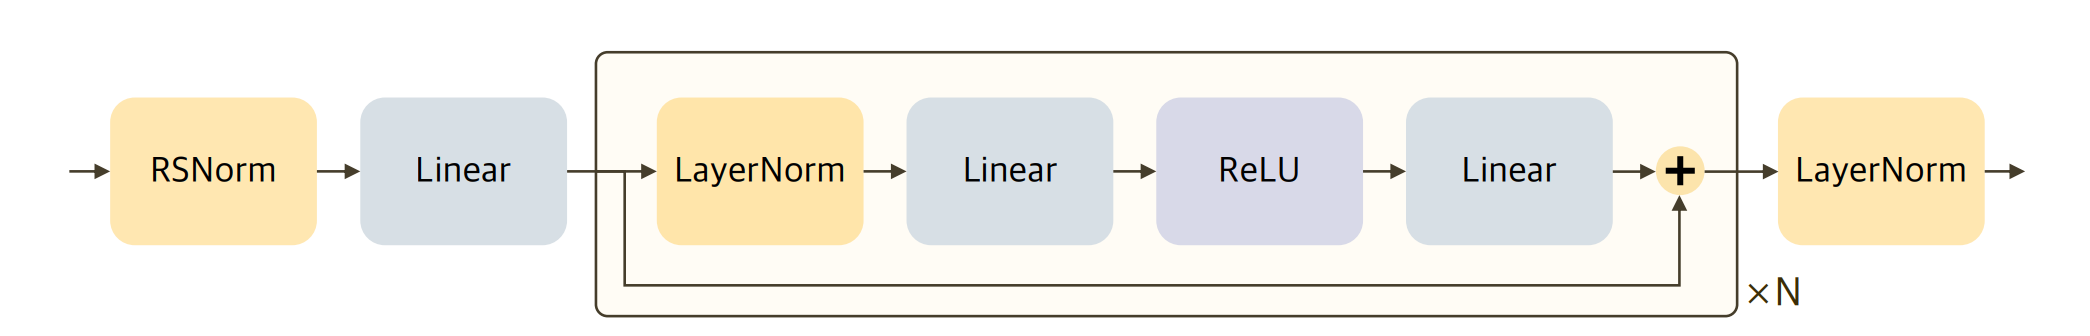 RSNorm
Linear
LayerNorm
Linear
ReLU
Linear
+
LayerNorm
×N